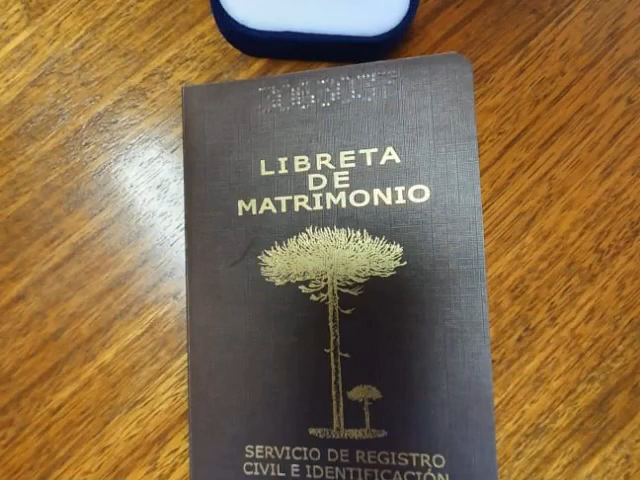 LIBRETA
DE
MATRIMONIO
SERVICIO DE REGISTRO
CIVIL E IDENTIFICACIÓN